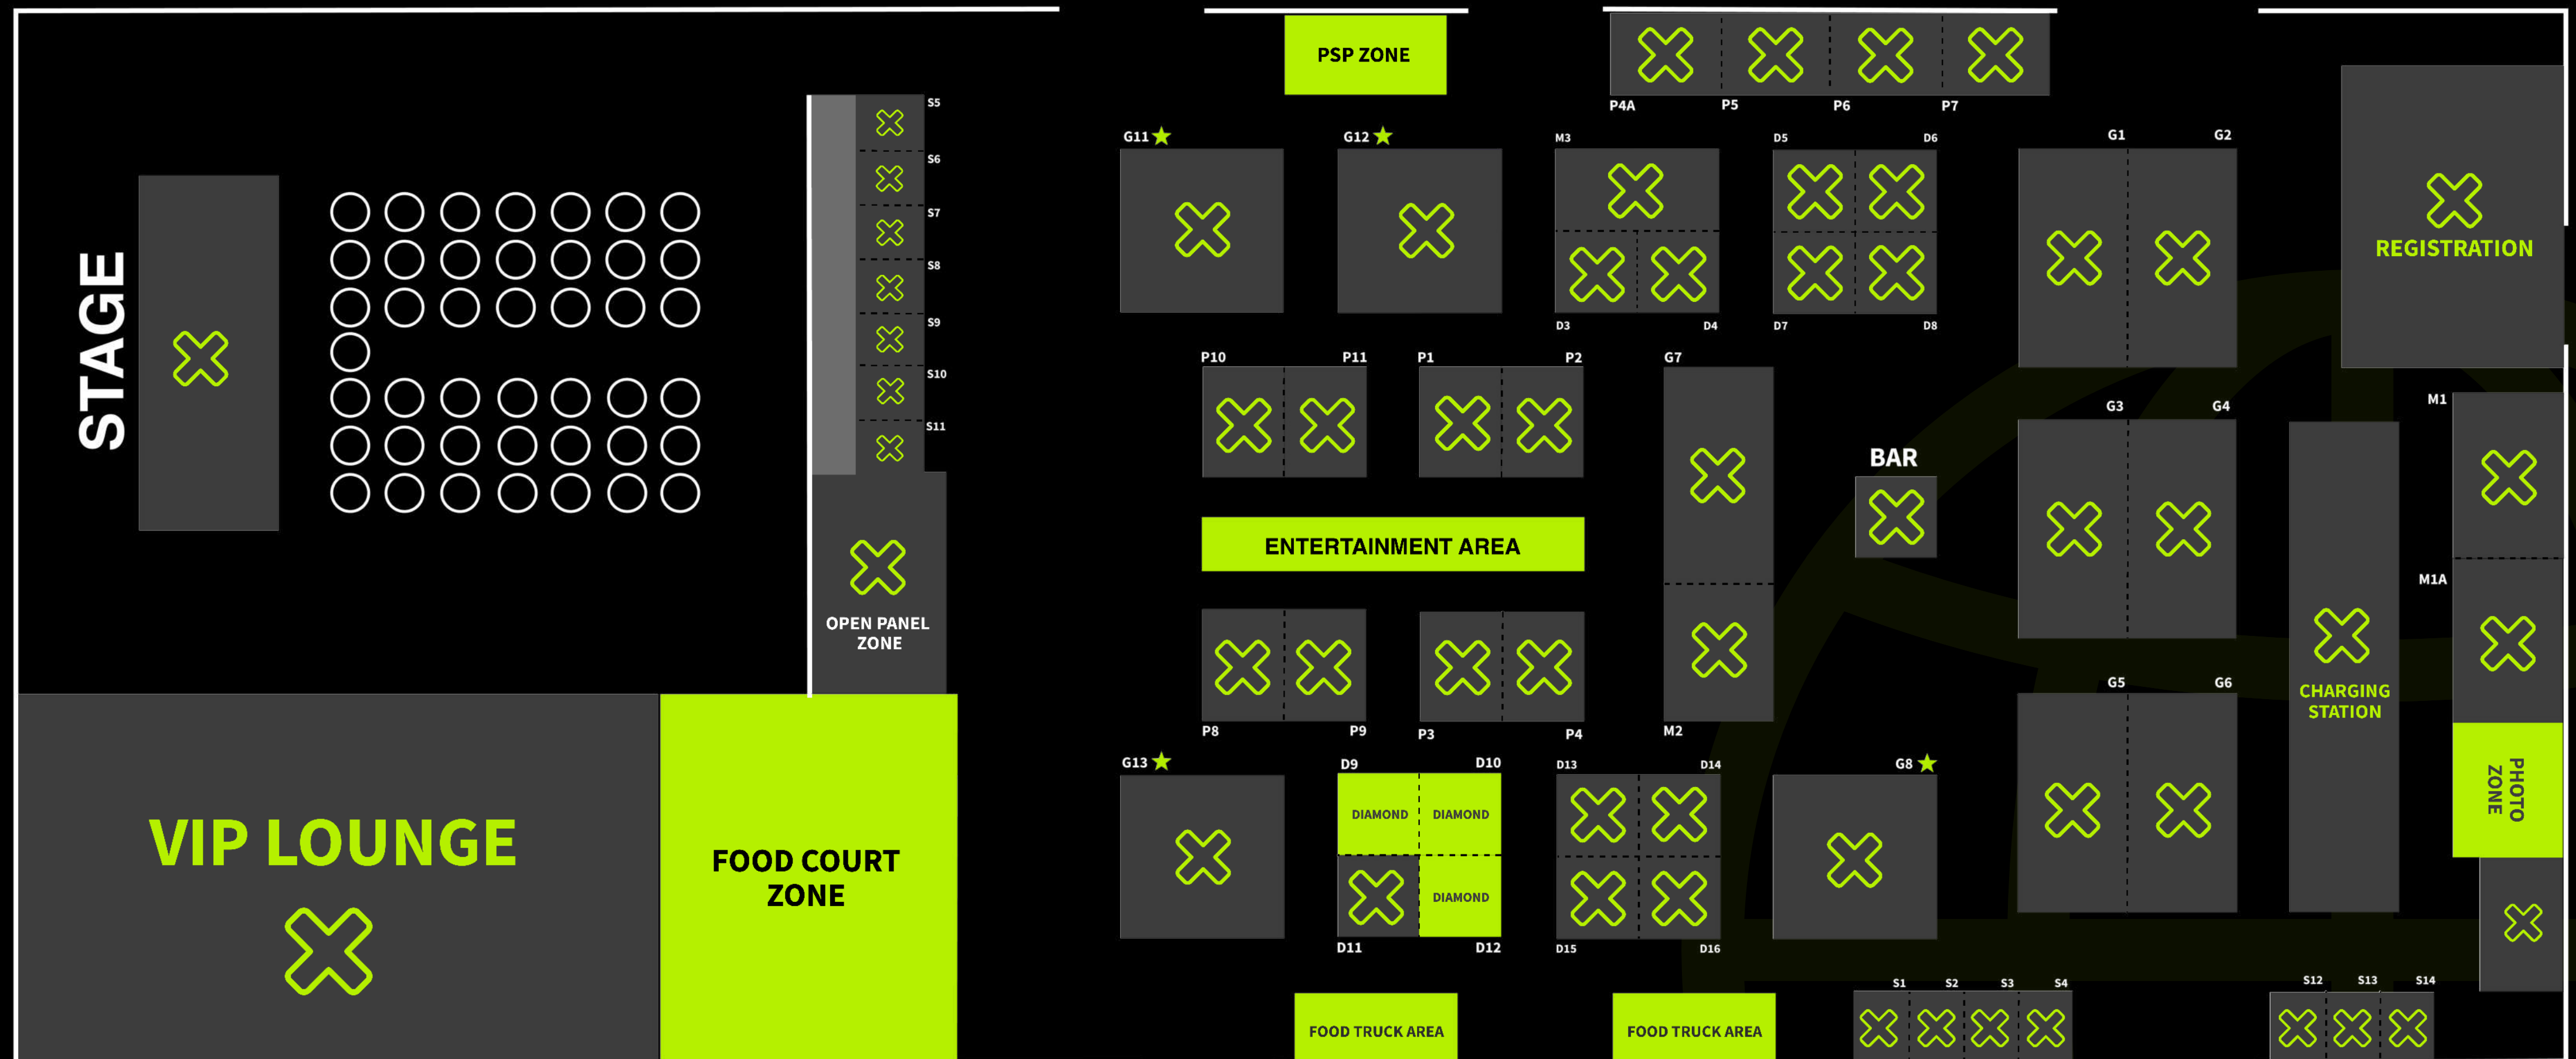 PSP ZONE
P4A
P5
P6
P7
S5
S6
S7
S8
S9
S10
S11
STAGE
OPEN PANEL
ZONE
G11
G12
M3
D3
D4
D5
D6
D7
D8
G1
G2
REGISTRATION
P10
P11
P1
P2
G7
M2
BAR
G3
G4
M1
M1A
ENTERTAINMENT AREA
P8
P9
P3
P4
G5
G6
CHARGING
STATION
PHOTO
ZONE
VIP LOUNGE
FOOD COURT
ZONE
G13
D9
D10
DIAMOND
DIAMOND
DIAMOND
D11
D12
D13
D14
D15
D16
G8
FOOD TRUCK AREA
FOOD TRUCK AREA
S1
S2
S3
S4
S12
S13
S14